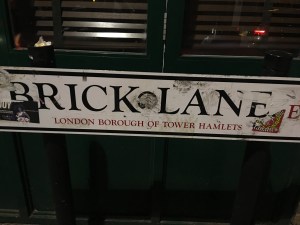 BRICK LANE E
LONDON BOROUGH OF TOWER HAMLETS